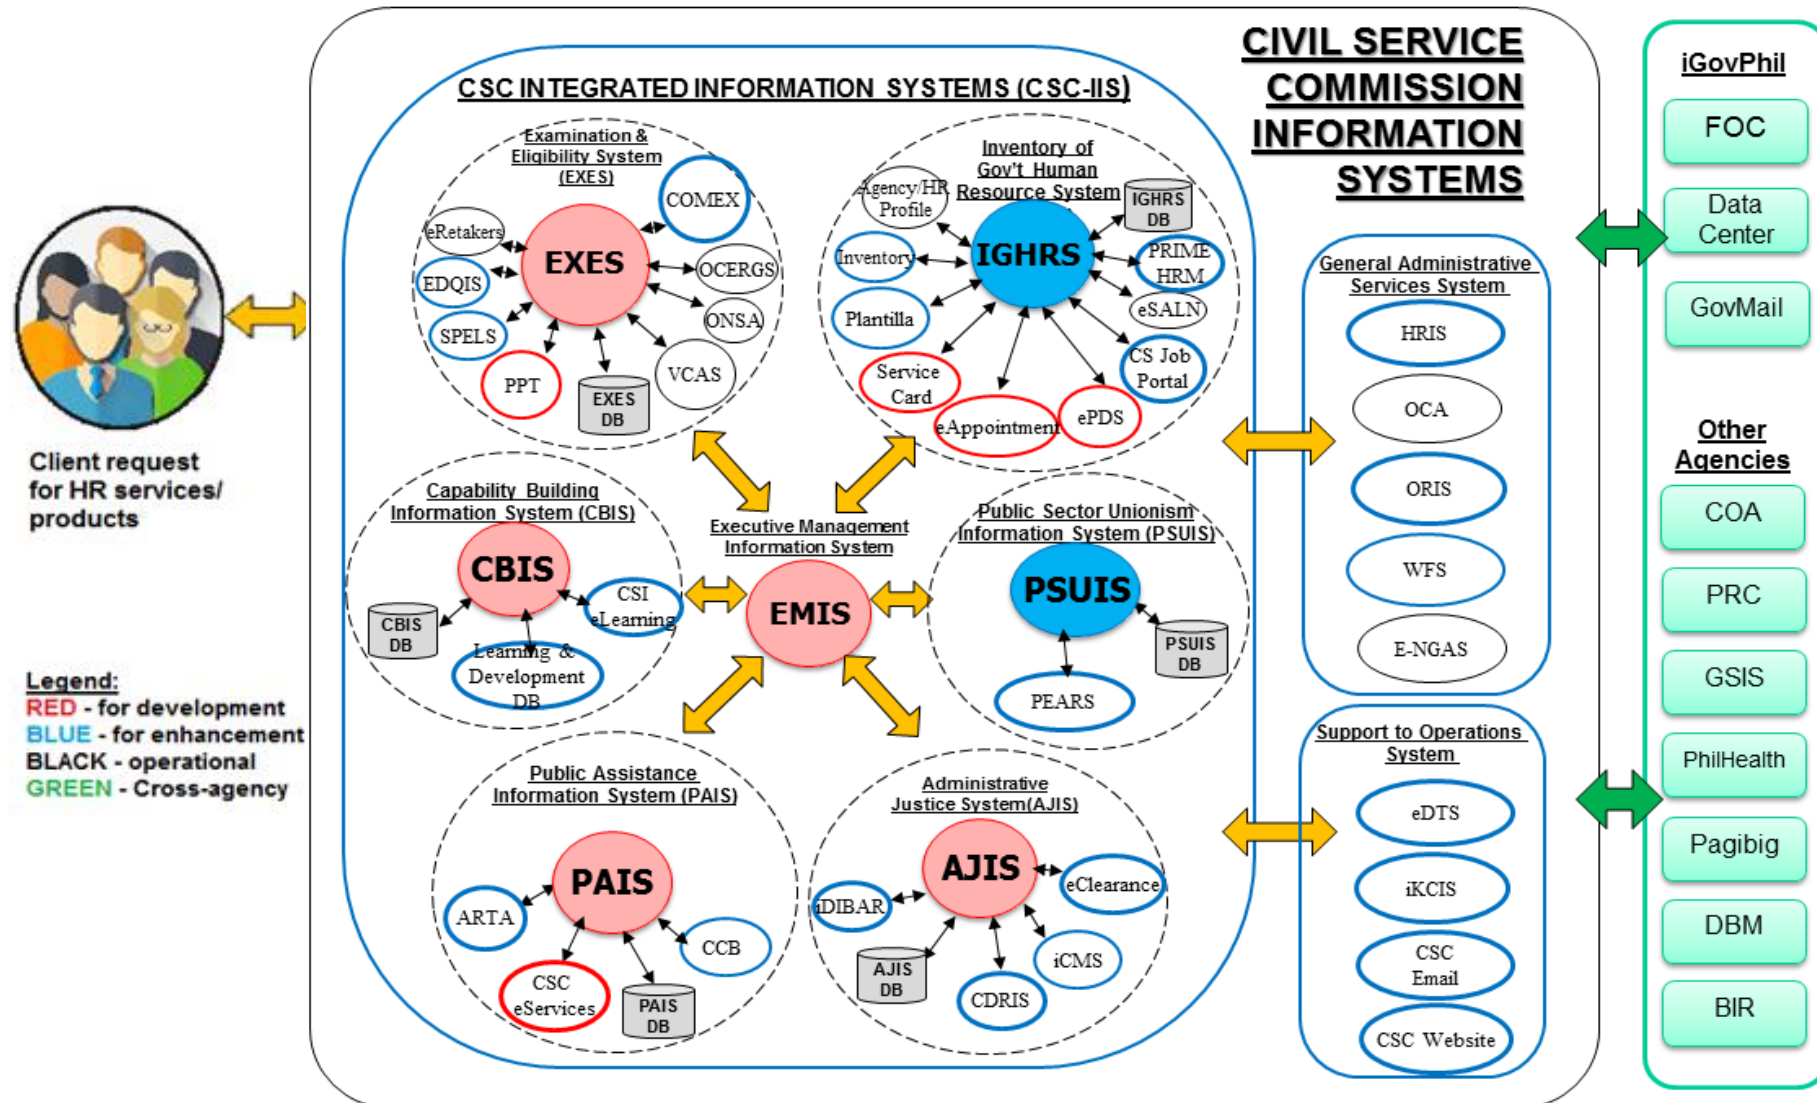 CIVIL SERVICE
COMMISSION
INFORMATION
SYSTEMS
CSC INTEGRATED INFORMATION SYSTEMS (CSC-IIS)
Client request
for HR services/
products
Legend:
RED - for development
BLUE - for enhancement
BLACK - operational
GREEN - Cross-agency
Examination &
Eligibility System
(EXES)
EXES
COMEX
eRetakers
EDQIS
SPELS
PPT
EXES
DB
VCAS
ONSA
OCERGS
Inventory of
Gov't Human
Resource System
IGHRS
Agency/HR
Profile
Inventory
Plantilla
Service
Card
eAppointment
ePDS
CS Job
Portal
eSALN
PRIME
HRM
IGHRS
DB
Capability Building
Information System (CBIS)
CBIS
CBIS
DB
Learning &
Development
DB
CSI
eLearning
Executive Management
Information System
EMIS
Public Sector Unionism
Information System (PSUIS)
PSUIS
PSUIS
DB
PEARS
Public Assistance
Information System (PAIS)
PAIS
ARTA
CSC
eServices
PAIS
DB
CCB
Administrative
Justice System(AJIS)
AJIS
iDIBAR
AJIS
DB
CDRIS
iCMS
eClearance
General Administrative
Services System
HRIS
OCA
ORIS
WFS
E-NGAS
Support to Operations
System
eDTS
iKCIS
CSC
Email
CSC Website
iGovPhil
FOC
Data
Center
GovMail
Other
Agencies
COA
PRC
GSIS
PhilHealth
Pagibig
DBM
BIR